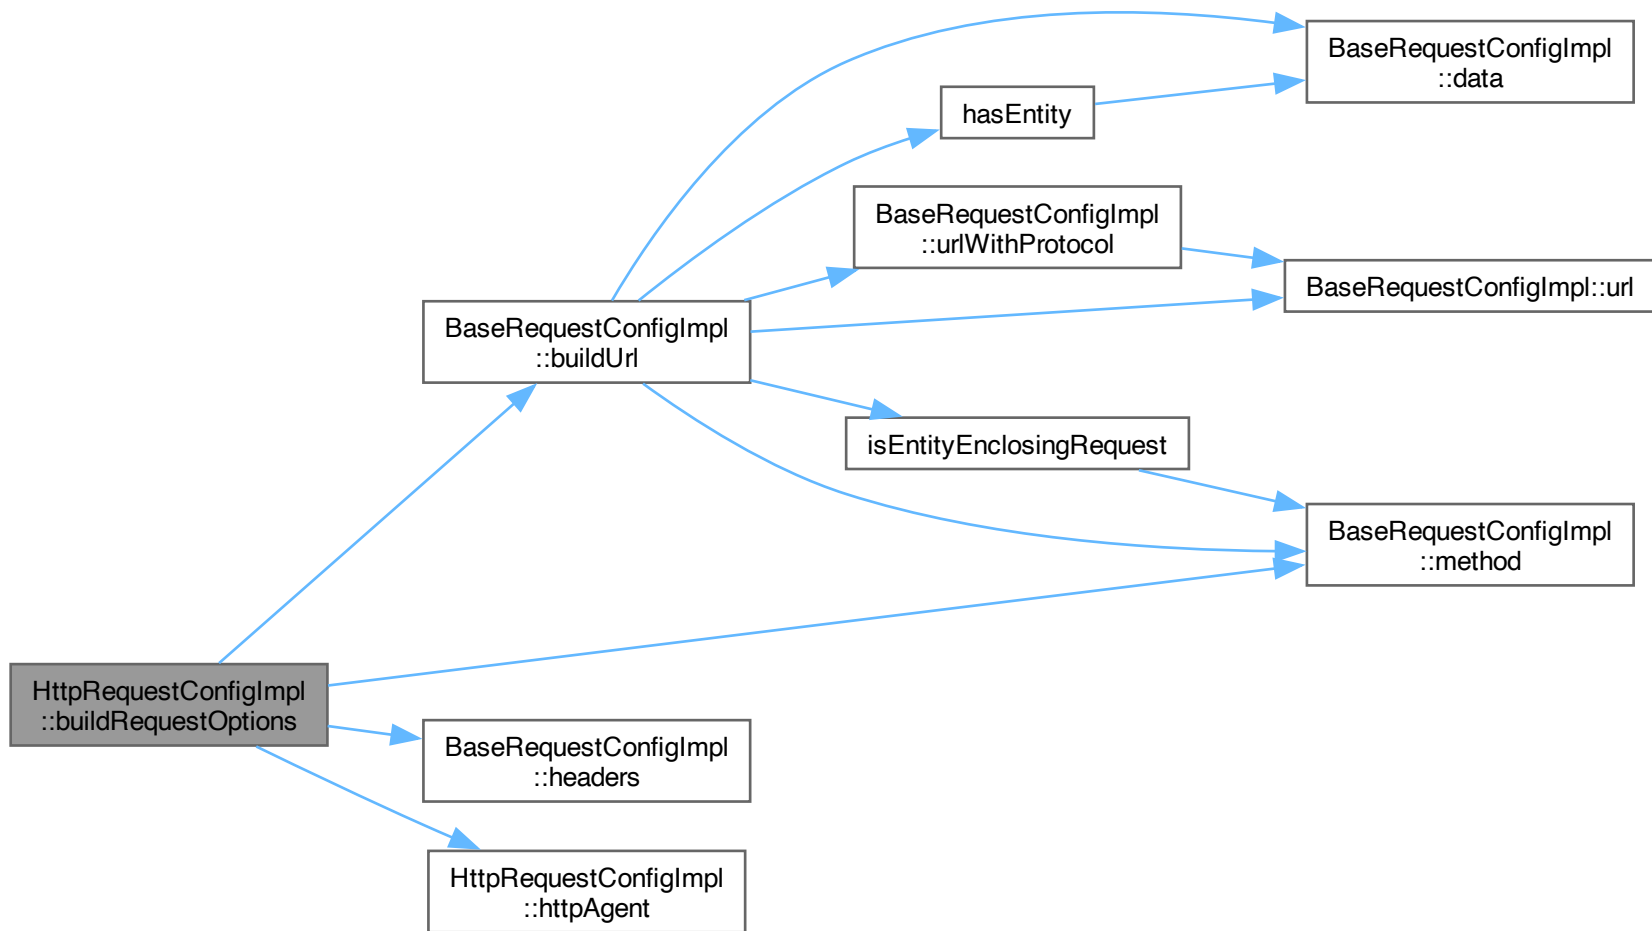 BaseRequestConfigImpl
::data
hasEntity
BaseRequestConfigImpl
::urlWithProtocol
BaseRequestConfigImpl::url
BaseRequestConfigImpl
::buildUrl
isEntityEnclosingRequest
BaseRequestConfigImpl
::method
HttpRequestConfigImpl
::buildRequestOptions
BaseRequestConfigImpl
::headers
HttpRequestConfigImpl
::httpAgent